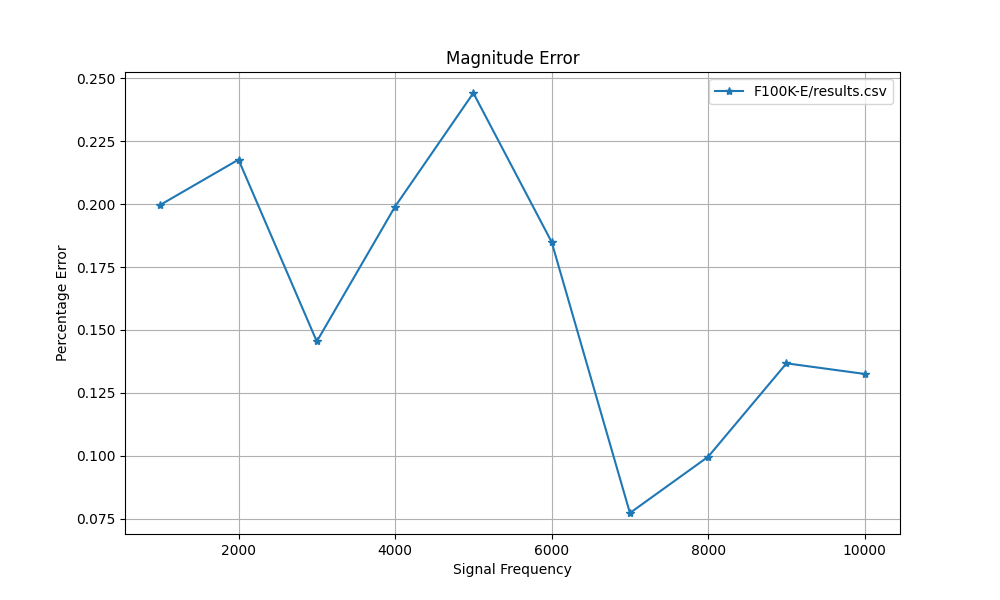 Magnitude Error
F100K-E/results.csv
Percentage Error
0.250
0.225
0.200
0.175
0.150
0.125
0.100
0.075
2000 4000 6000 8000 10000
Signal Frequency